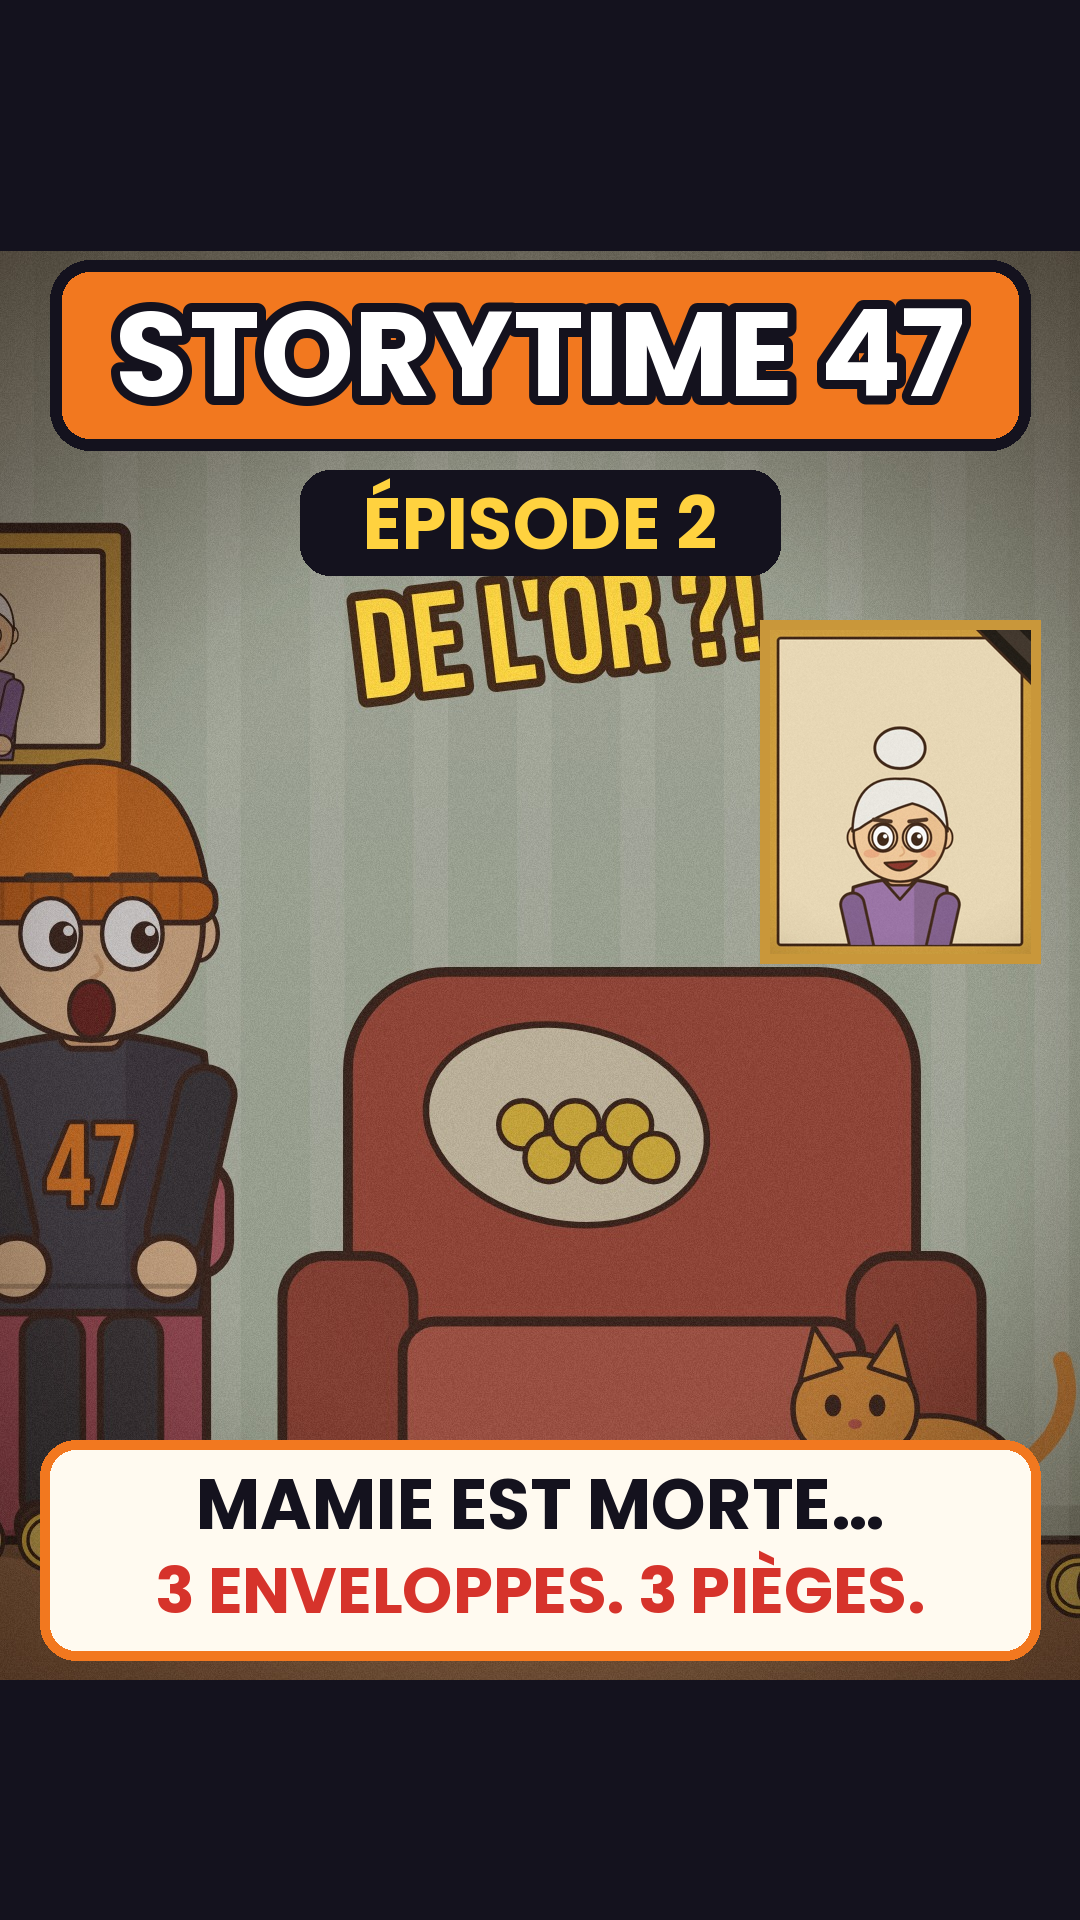 STORYTIME 47
ÉPISODE 2
DE L'OR ?!
47
MAMIE EST MORTE...
3 ENVELOPPES. 3 PIÈGES.